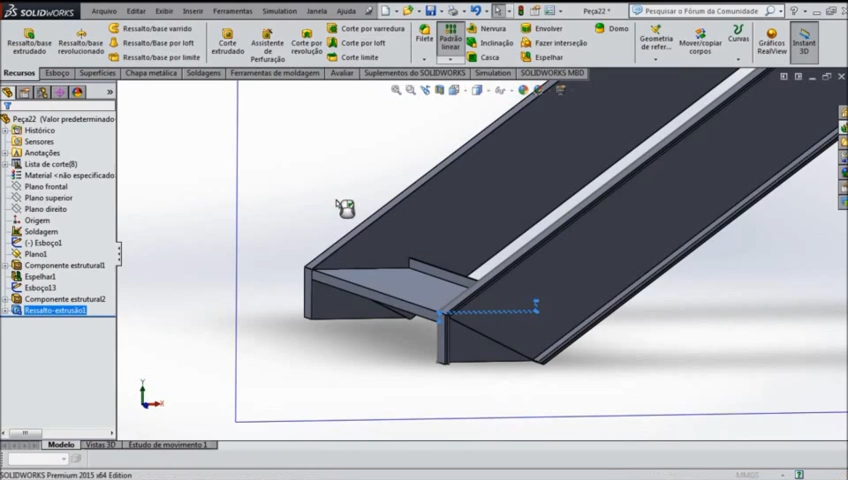 SOLIDWORKS Arquivo Editar Exibir Inserir Ferramentas Simulation Janela Ajuda Peça22 * Pesquisar o Fórum da Comunidade
Ressalto/base extrudado
Ressalto/base revolucionado
Ressalto/base varrido
Ressalto/base por loft
Ressalto/base por limite
Corte extrudado
Assistente de Perfuração
Corte por revolução
Corte por varredura
Corte por loft
Corte limite
Filete
Padrão linear
Nervura
Inclinação
Casca
Envolver
Fazer interseção
Espelhar
Domo
Geometria de refer...
Mover/copiar corpos
Curvas
Gráficos RealView
Instant 3D
Recursos Esboço Superfícies Chapa metálica Soldagens Ferramentas de moldagem Avaliar Suplementos do SOLIDWORKS Simulation SOLIDWORKS MBD
Peça22 (Valor predeterminado
Histórico
Sensores
Anotações
Lista de corte(8)
Material <não especificado
Plano frontal
Plano superior
Plano direito
Origem
Soldagem
(-) Esboço1
Plano1
Componente estrutural1
Espelhar1
Esboço13
Componente estrutural2
Ressalto-extrusão1
Y
X
Modelo Vistas 3D Estudo de movimento 1
SOLIDWORKS Premium 2015 x64 Edition MMGS